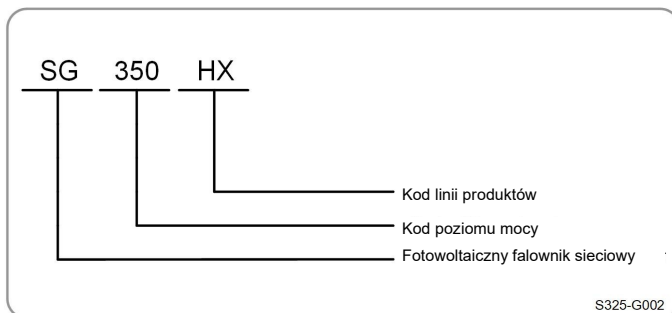 SG 350 HX
Kod linii produktów
Kod poziomu mocy
Fotowoltaiczny falownik sieciowy
S325-G002